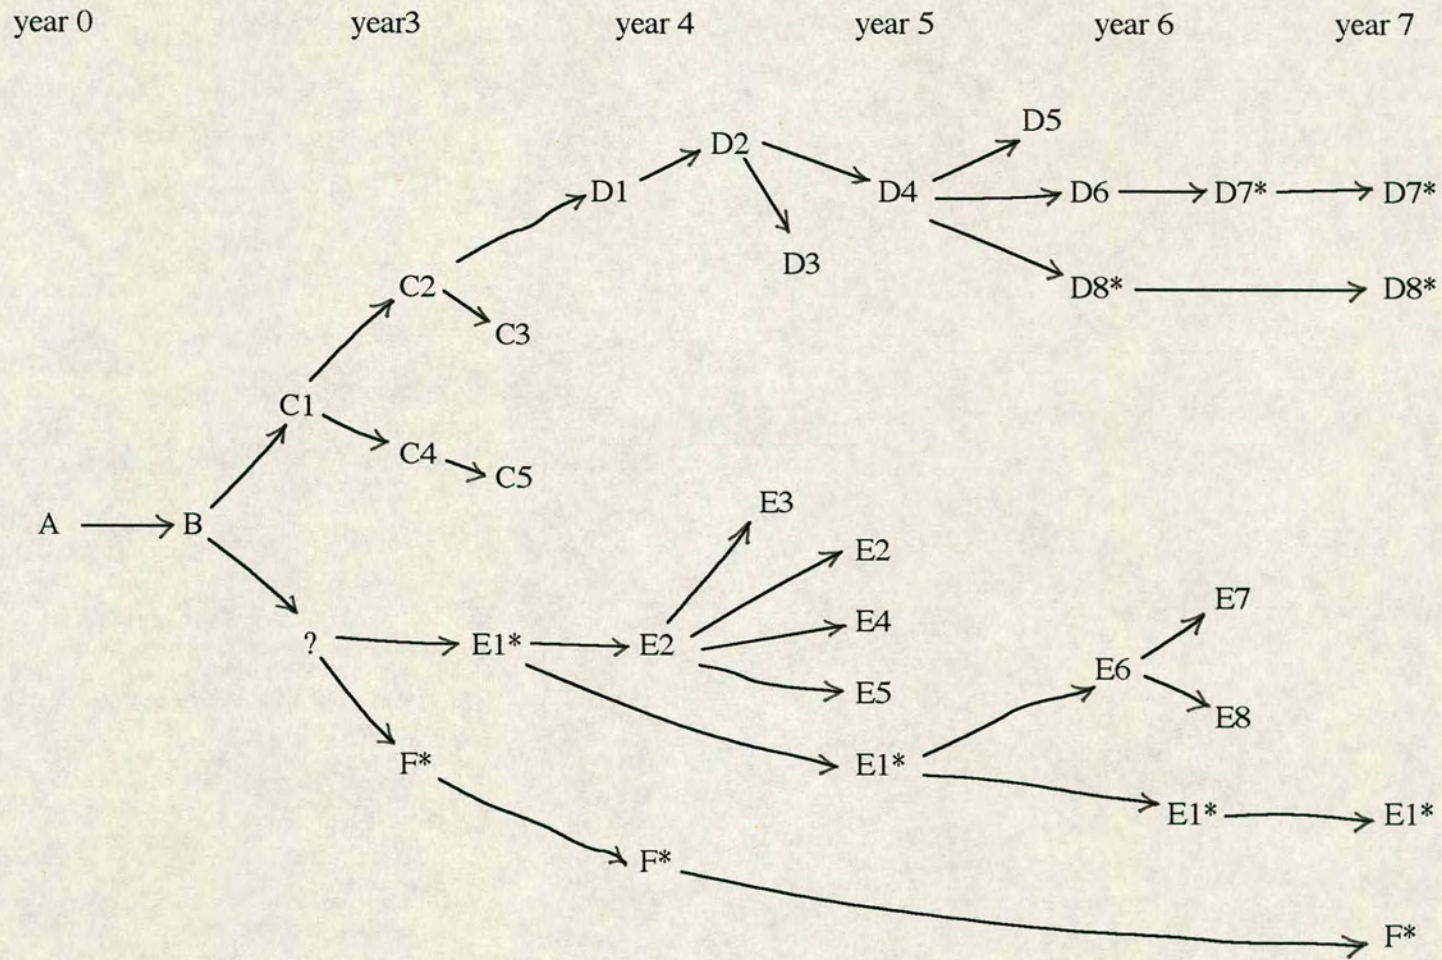 year 0 year3 year 4 year 5 year 6 year 7
D5
D2
D1 D4 D6 D7* D7*
D3
C2 D8* D8*
C3
C1
C4
C5
E3
A B
E2
E7
E4
? E1* E2
E6
E5
E8
F* E1*
E1* E1*
F*
F*